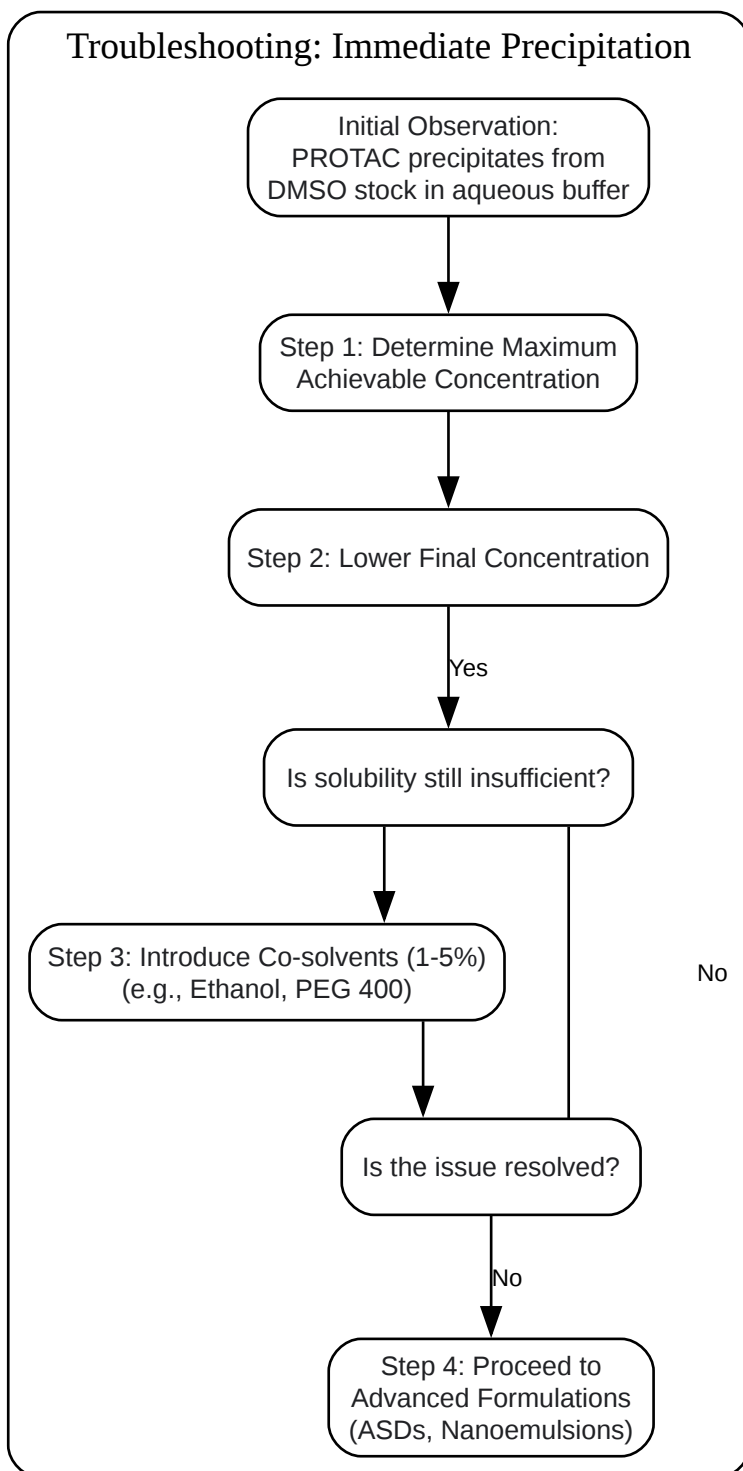 Troubleshooting: Immediate Precipitation
Initial Observation:
PROTAC precipitates from
DMSO stock in aqueous buffer
Step 1: Determine Maximum
Achievable Concentration
Step 2: Lower Final Concentration
Yes
Is solubility still insufficient?
Step 3: Introduce Co-solvents (1-5%)
(e.g., Ethanol, PEG 400)
No
Is the issue resolved?
No
Step 4: Proceed to
Advanced Formulations
(ASDs, Nanoemulsions)